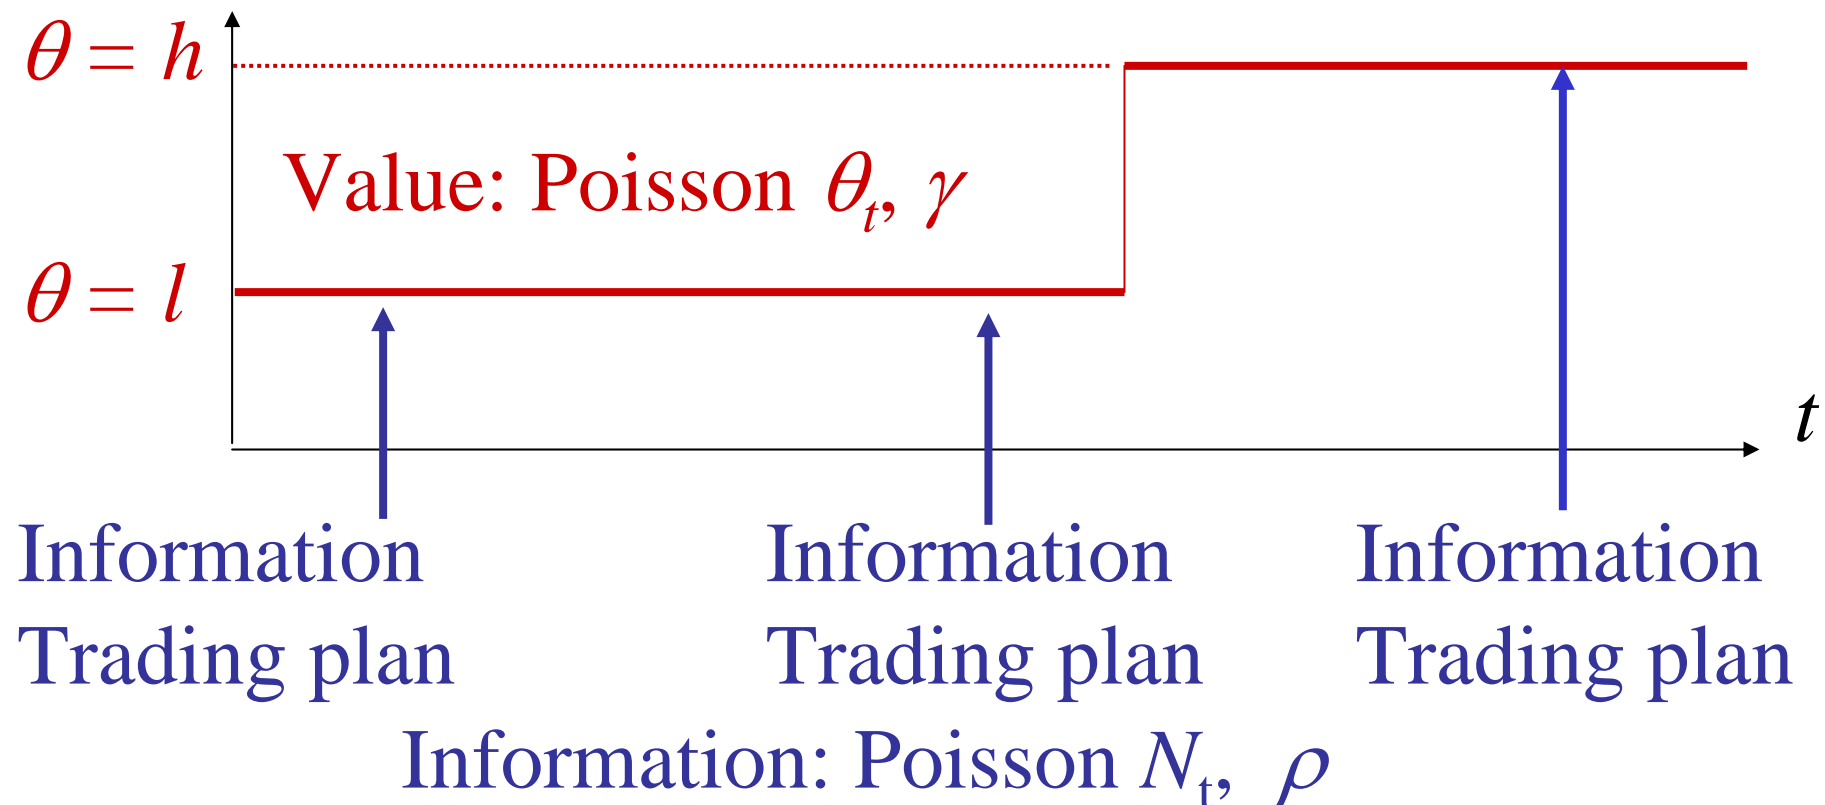 θ = h
Value: Poisson θₜ, γ
θ = l
t
Information Information Information
Trading plan Trading plan Trading plan
Information: Poisson Nₜ, ρ